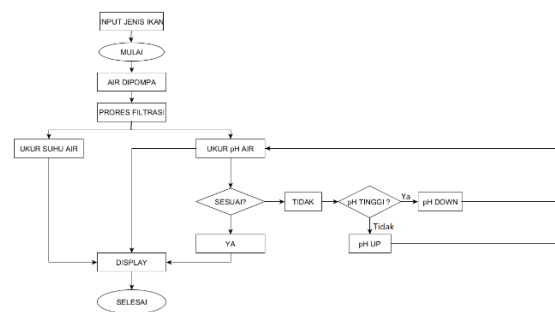 INPUT JENIS IKAN
MULAI
AIR DIPOMPA
PRORES FILTRASI
UKUR SUHU AIR
UKUR pH AIR
SESUAI?
TIDAK
pH TINGGI ?
Ya
pH DOWN
Tidak
YA
pH UP
DISPLAY
SELESAI